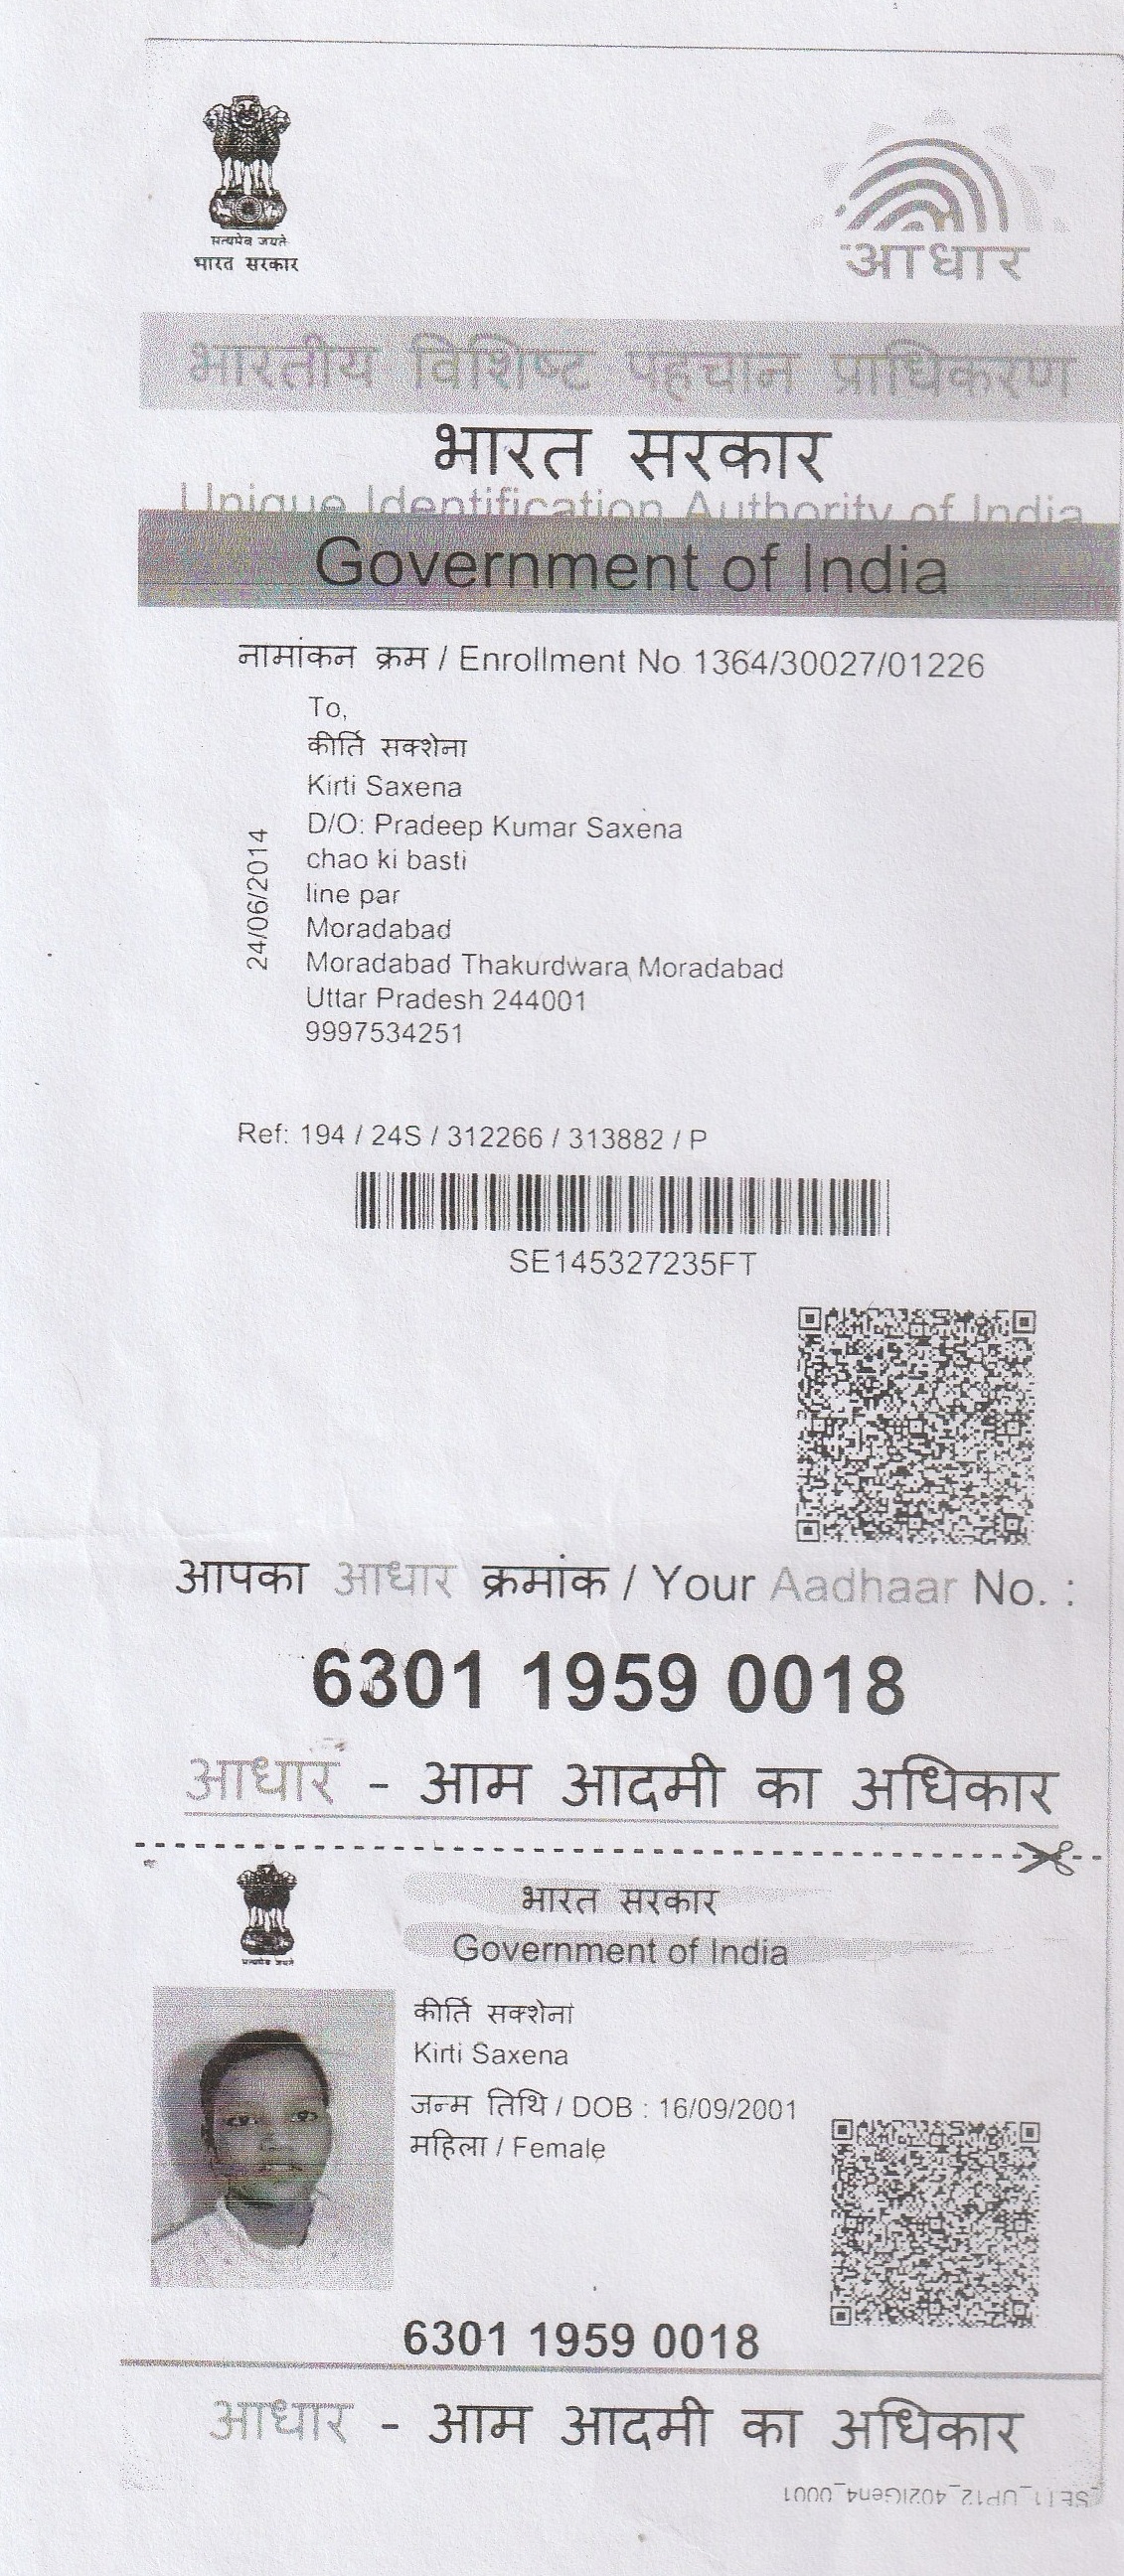 सत्यमेव जयते
भारत सरकार
आधार
भारतीय विशिष्ट पहचान प्राधिकरण
भारत सरकार
Unique Identification Authority of India
Government of India
नामांकन क्रम / Enrollment No 1364/30027/01226
To,
कीर्ति सक्शेना
Kirti Saxena
D/O: Pradeep Kumar Saxena
chao ki basti
line par
Moradabad
Moradabad Thakurdwara Moradabad
Uttar Pradesh 244001
9997534251
24/06/2014
Ref: 194 / 24S / 312266 / 313882 / P
SE145327235FT
आपका आधार क्रमांक / Your Aadhaar No. :
6301 1959 0018
आधार - आम आदमी का अधिकार
भारत सरकार
Government of India
कीर्ति सक्शेना
Kirti Saxena
जन्म तिथि / DOB : 16/09/2001
महिला / Female
6301 1959 0018
आधार - आम आदमी का अधिकार